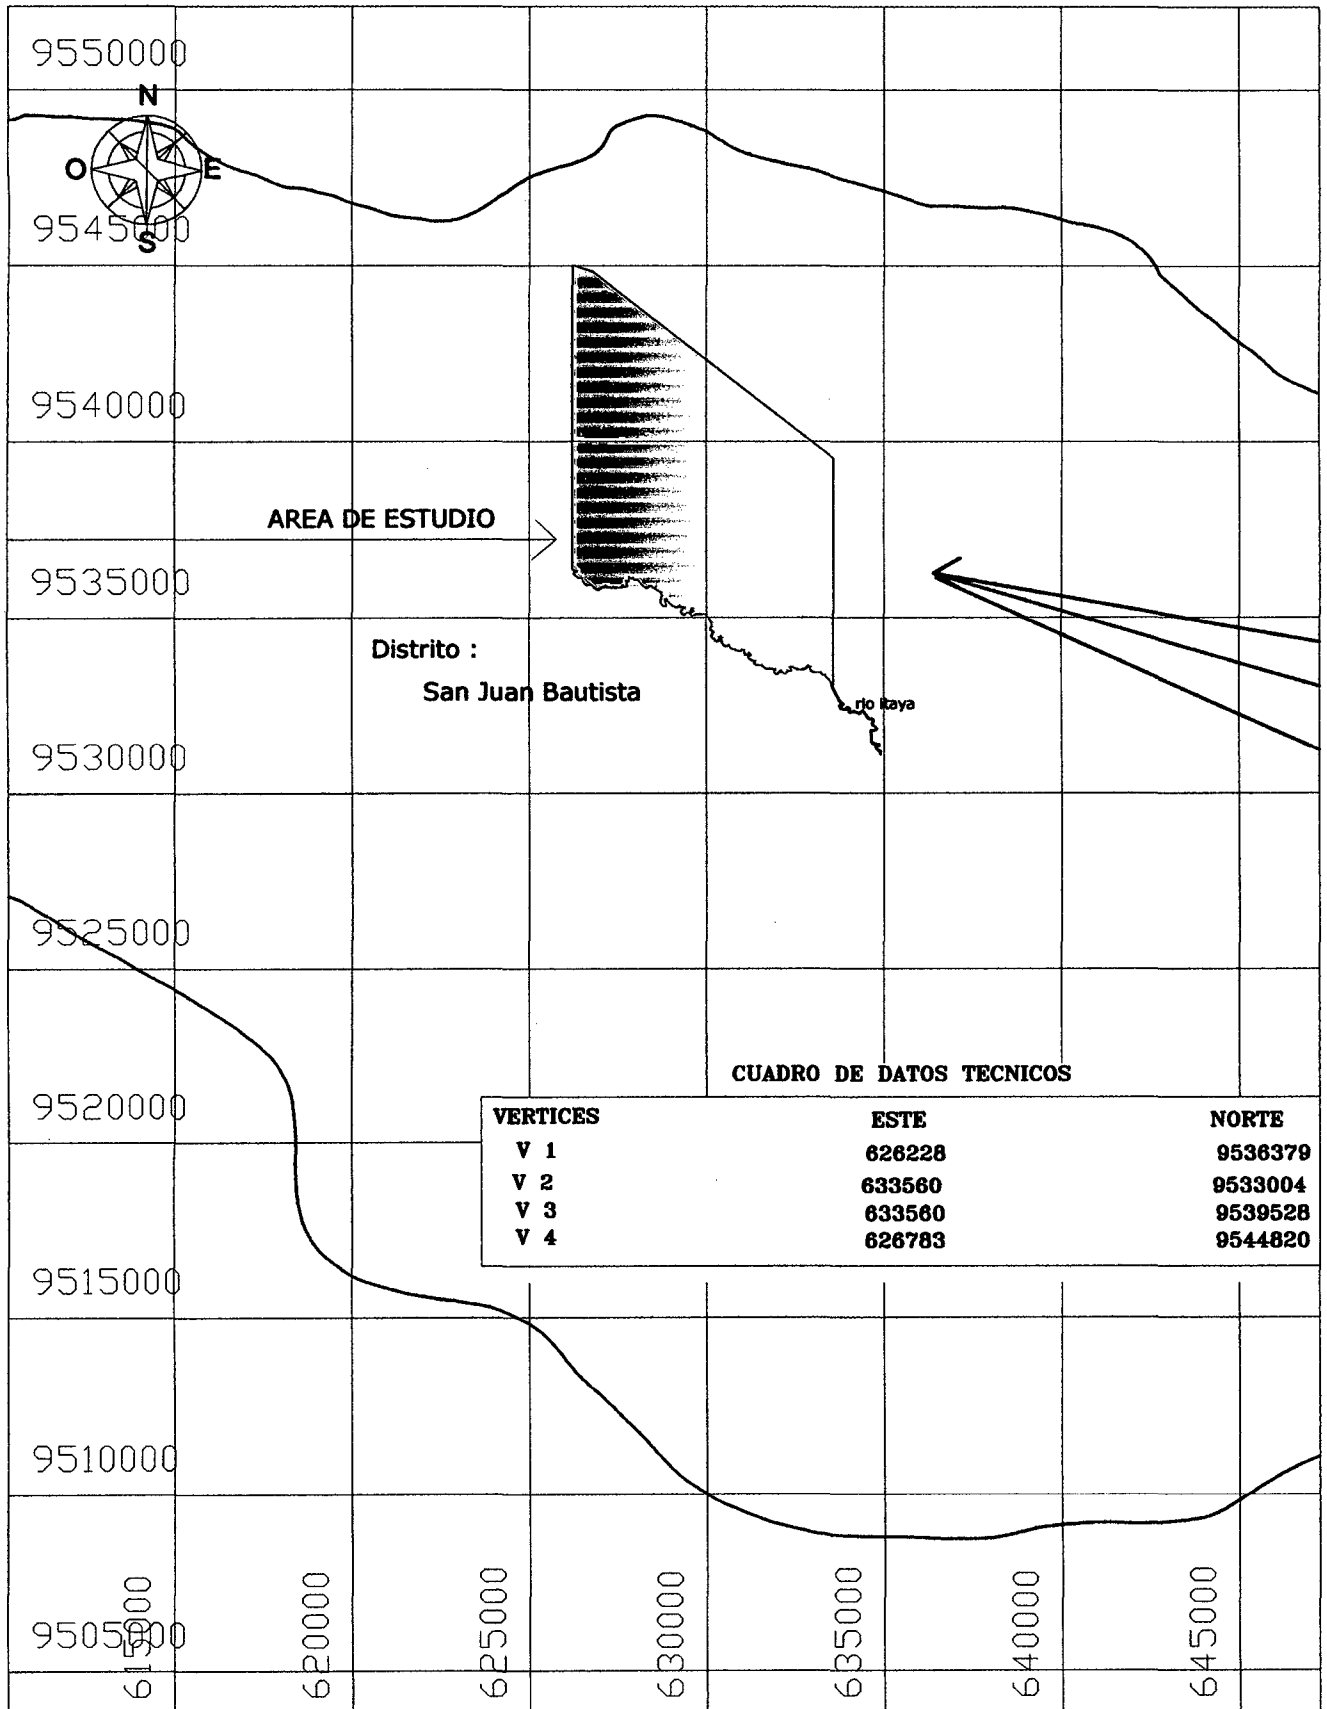 9550000
N
O E
9545000
S
9540000
AREA DE ESTUDIO
9535000
Distrito :
San Juan Bautista
rio Itaya
9530000
9525000
CUADRO DE DATOS TECNICOS
9520000
VERTICES ESTE NORTE
V 1 626228 9536379
V 2 633560 9533004
V 3 633560 9539528
V 4 626783 9544820
9515000
9510000
9505000
615000
620000
625000
630000
635000
640000
645000